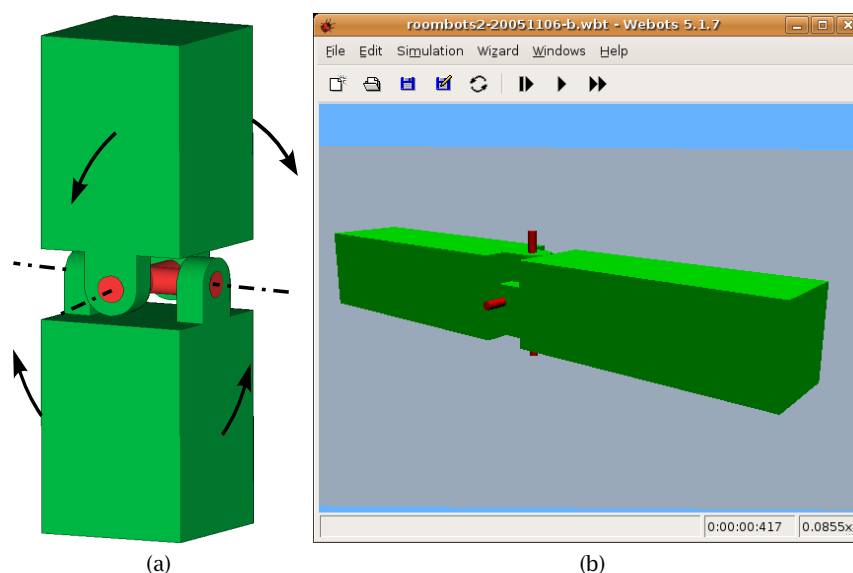 roombots2-20051106-b.wbt - Webots 5.1.7
File Edit Simulation Wizard Windows Help
0:00:00:417 0.0855x
(a) (b)